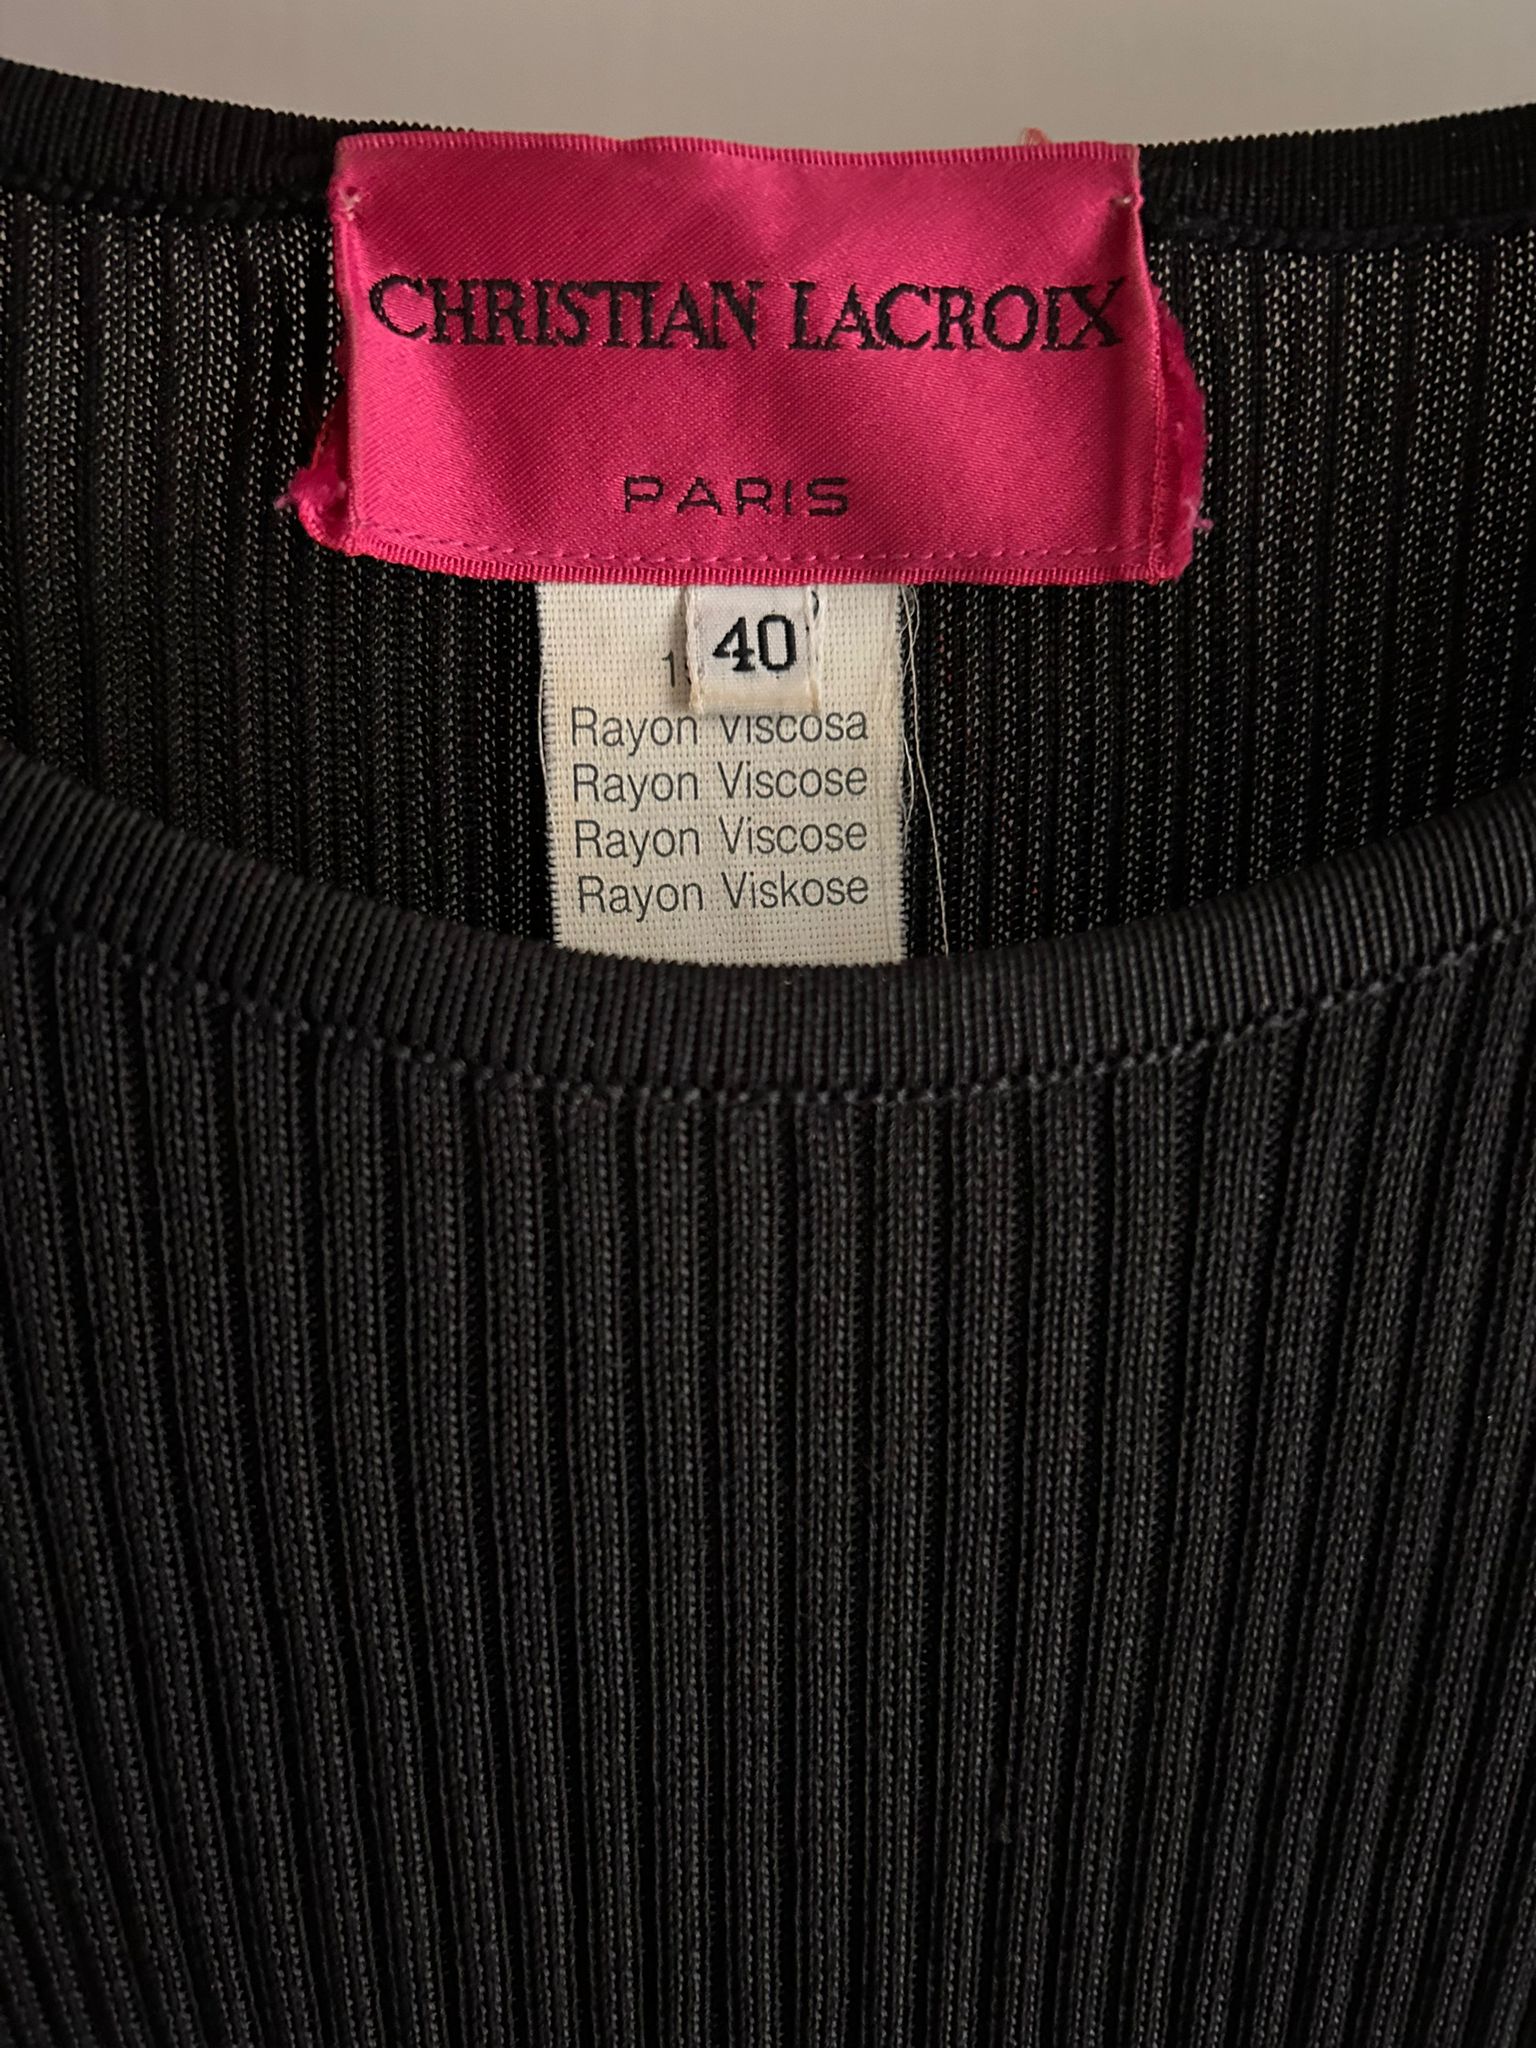 CHRISTIAN LACROIX
PARIS
40
Rayon Viscosa
Rayon Viscose
Rayon Viscose
Rayon Viskose